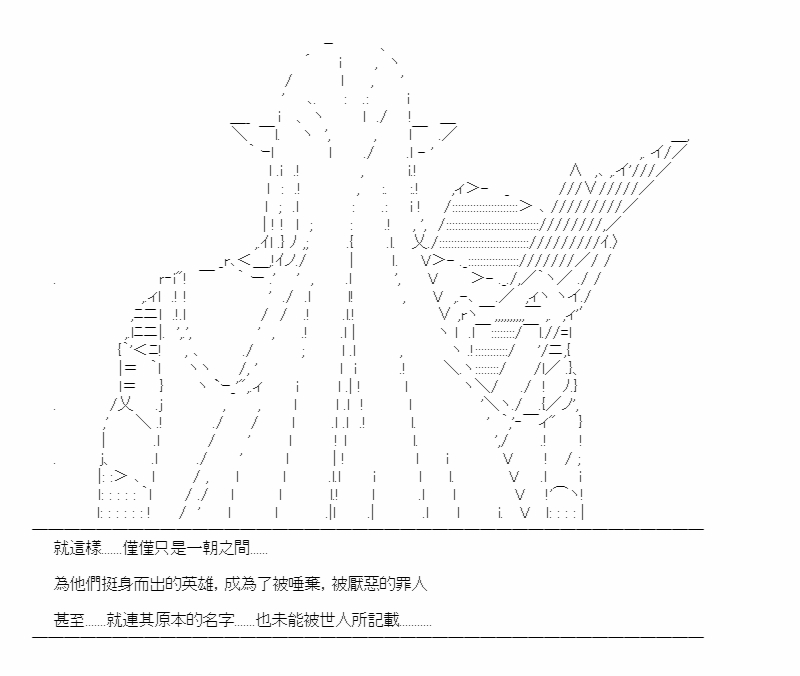 就這樣.......僅僅只是一朝之間......
為他們挺身而出的英雄, 成為了被唾棄, 被厭惡的罪人
甚至.......就連其原本的名字.......也未能被世人所記載...........